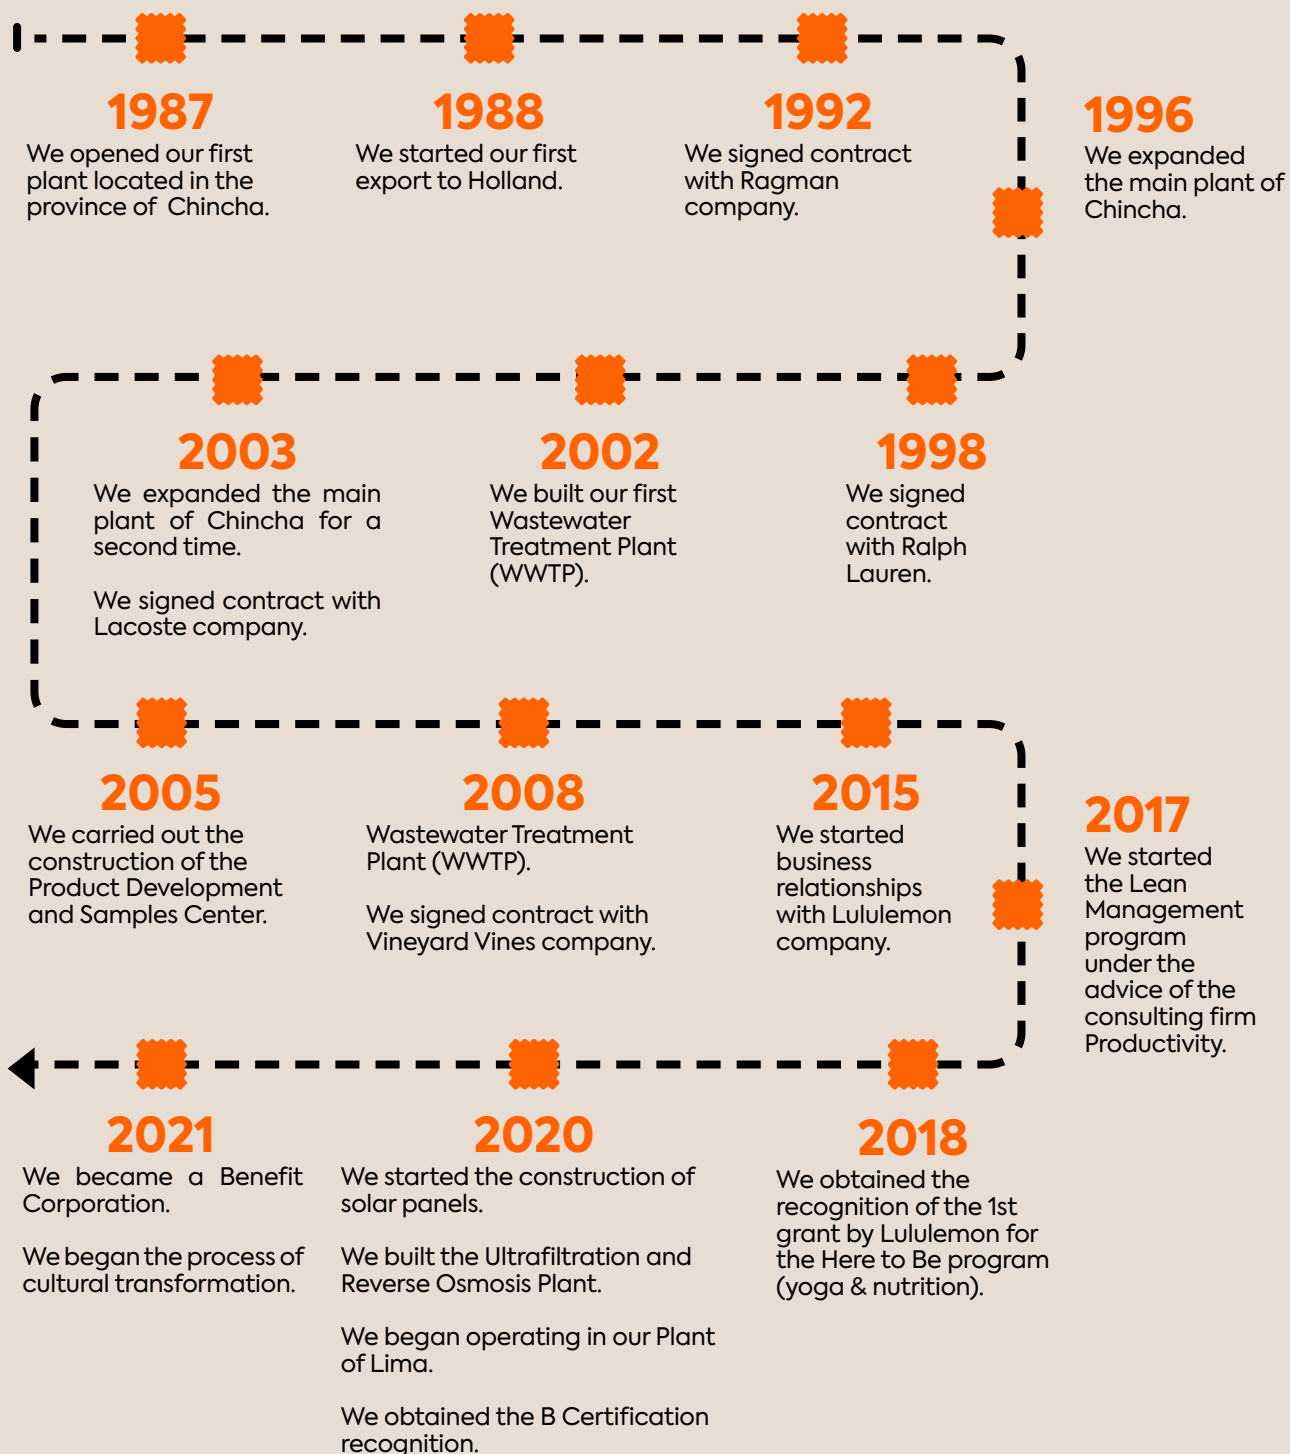 1987
We opened our first
plant located in the
province of Chincha.
1988
We started our first
export to Holland.
1992
We signed contract
with Ragman
company.
1996
We expanded
the main plant of
Chincha.
1998
We signed
contract
with Ralph
Lauren.
2002
We built our first
Wastewater
Treatment Plant
(WWTP).
2003
We expanded the main
plant of Chincha for a
second time.
We signed contract with
Lacoste company.
2005
We carried out the
construction of the
Product Development
and Samples Center.
2008
Wastewater Treatment
Plant (WWTP).
We signed contract with
Vineyard Vines company.
2015
We started
business
relationships
with Lululemon
company.
2017
We started
the Lean
Management
program
under the
advice of the
consulting firm
Productivity.
2018
We obtained the
recognition of the 1st
grant by Lululemon for
the Here to Be program
(yoga & nutrition).
2020
We started the construction of
solar panels.
We built the Ultrafiltration and
Reverse Osmosis Plant.
We began operating in our Plant
of Lima.
We obtained the B Certification
recognition.
2021
We became a Benefit
Corporation.
We began the process of
cultural transformation.